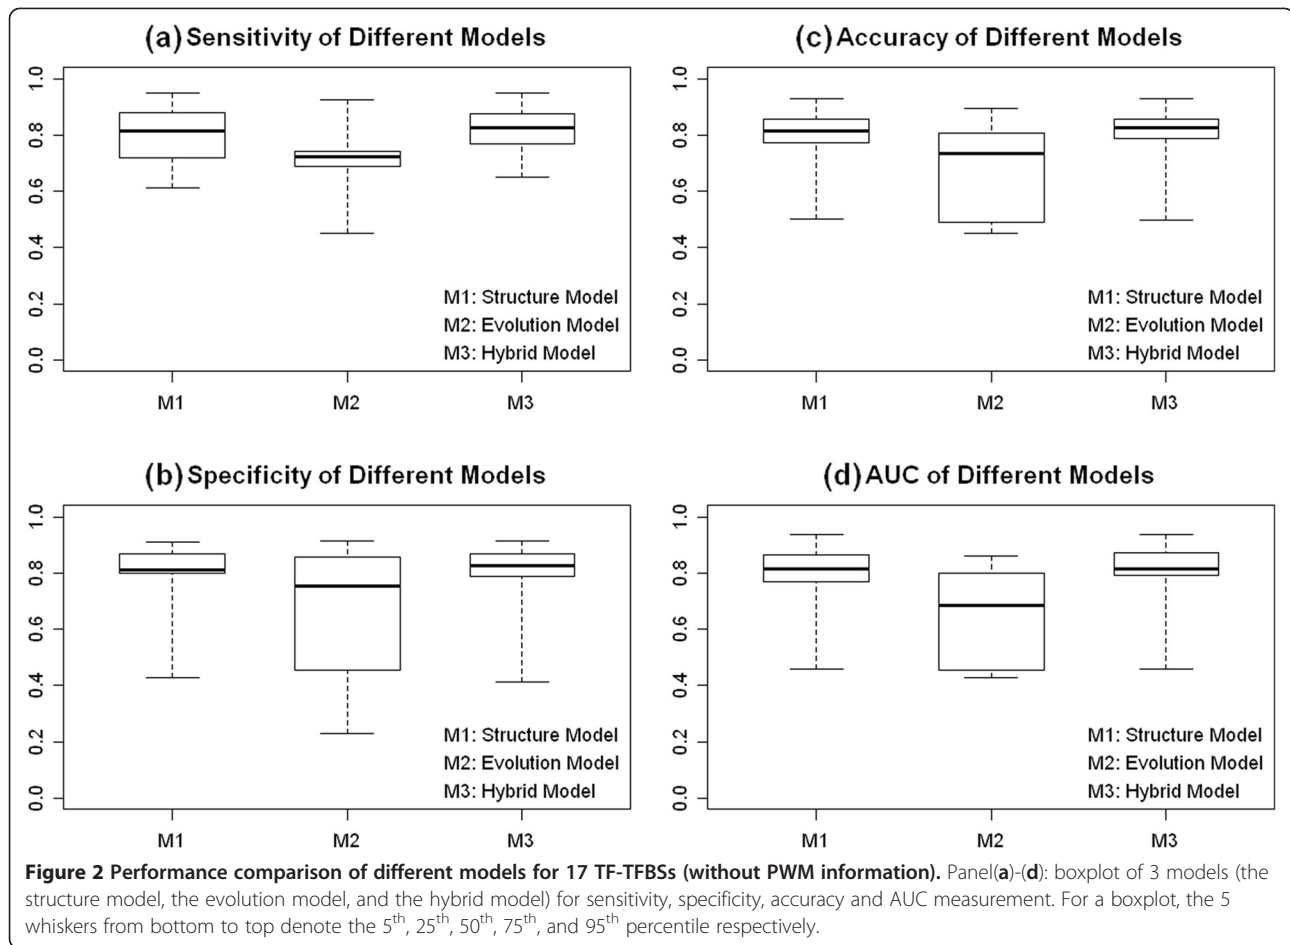 (a) Sensitivity of Different Models
1.0
0.8
0.6
0.4
0.2
0.0
M1: Structure Model
M2: Evolution Model
M3: Hybrid Model
M1 M2 M3
(c) Accuracy of Different Models
1.0
0.8
0.6
0.4
0.2
0.0
M1: Structure Model
M2: Evolution Model
M3: Hybrid Model
M1 M2 M3
(b) Specificity of Different Models
1.0
0.8
0.6
0.4
0.2
0.0
M1: Structure Model
M2: Evolution Model
M3: Hybrid Model
M1 M2 M3
(d) AUC of Different Models
1.0
0.8
0.6
0.4
0.2
0.0
M1: Structure Model
M2: Evolution Model
M3: Hybrid Model
M1 M2 M3
Figure 2 Performance comparison of different models for 17 TF-TFBSs (without PWM information). Panel(a)-(d): boxplot of 3 models (the
structure model, the evolution model, and the hybrid model) for sensitivity, specificity, accuracy and AUC measurement. For a boxplot, the 5
whiskers from bottom to top denote the 5th, 25th, 50th, 75th, and 95th percentile respectively.